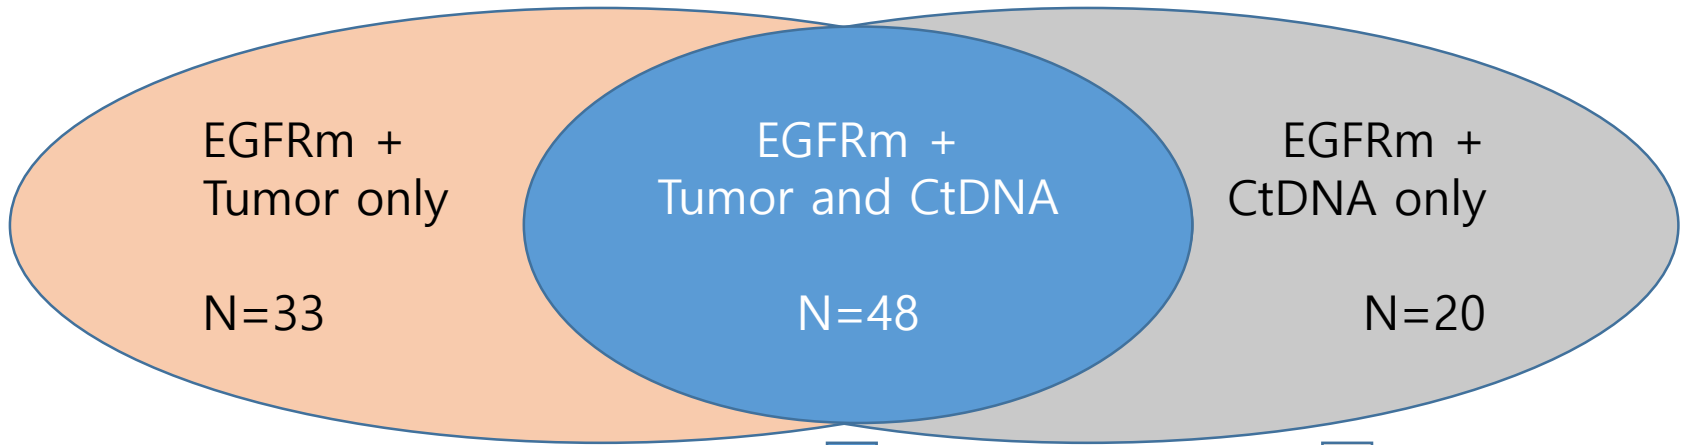 EGFRm +
Tumor only
N=33
EGFRm +
Tumor and CtDNA
N=48
EGFRm +
CtDNA only
N=20